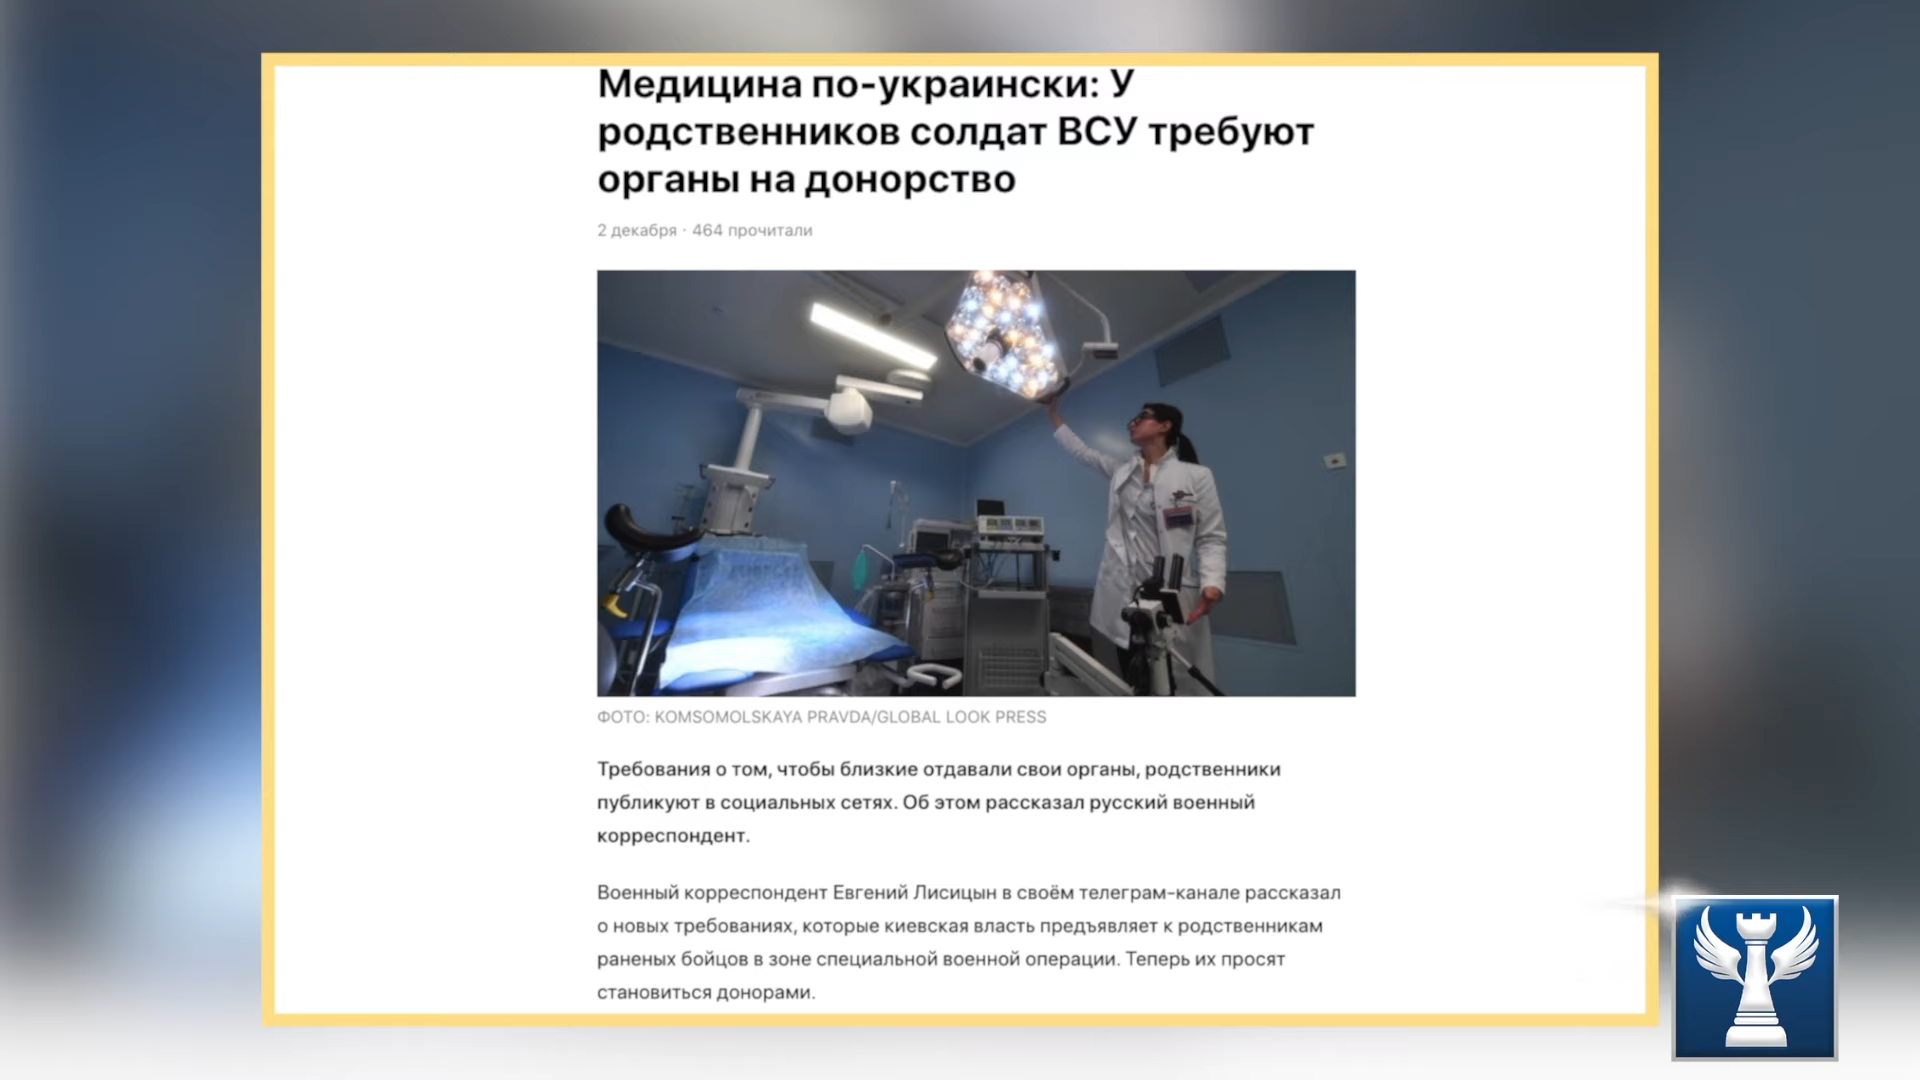 Медицина по-украински: У
родственников солдат ВСУ требуют
органы на донорство
2 декабря · 464 прочитали
ФОТО: KOMSOMOLSKAYA PRAVDA/GLOBAL LOOK PRESS
Требования о том, чтобы близкие отдавали свои органы, родственники
публикуют в социальных сетях. Об этом рассказал русский военный
корреспондент.
Военный корреспондент Евгений Лисицын в своём телеграм-канале рассказал
о новых требованиях, которые киевская власть предъявляет к родственникам
раненых бойцов в зоне специальной военной операции. Теперь их просят
становиться донорами.